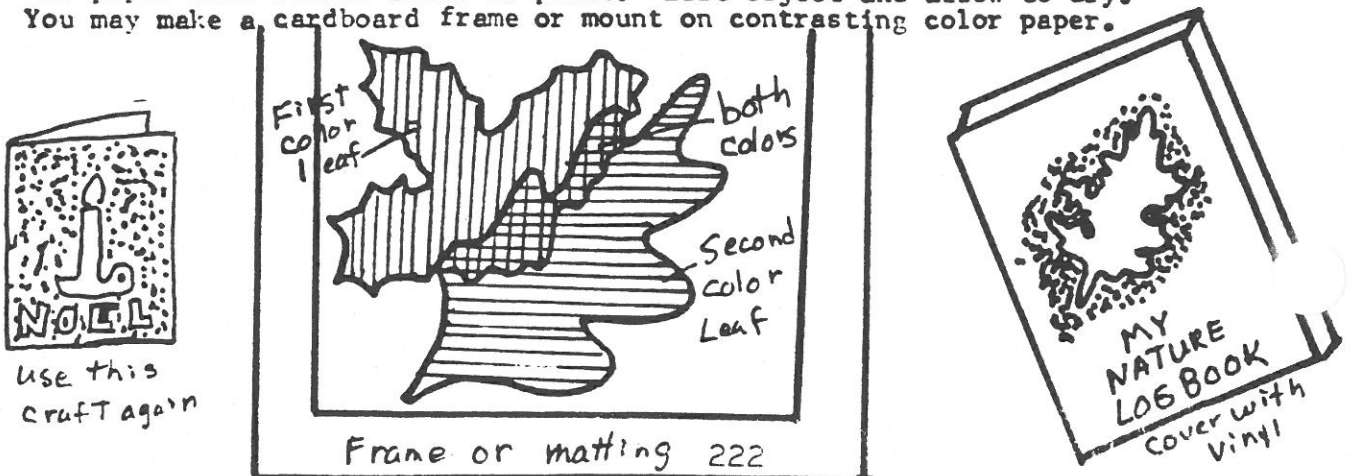 You may make a cardboard frame or mount on contrasting color paper.
First
color
leaf
both
colors
Second
color
Leaf
NOEL
use this
craft again
MY
NATURE
LOG BOOK
cover with
vinyl
Frame or matting 222